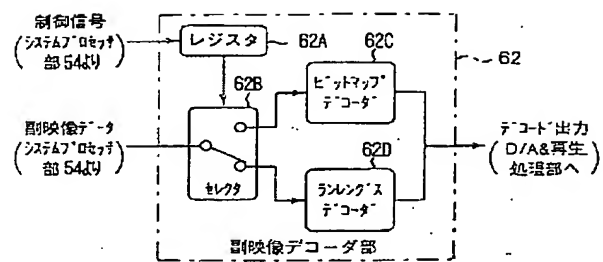 制御信号
(システムプロセッサ
部54より)
レジスタ
62A
62B
セレクタ
62C
ビットマップ
デコーダ
62
副映像データ
(システムプロセッサ
部54より)
62D
ランレングス
デコーダ
デコード出力
(D/A&再生
処理部へ)
副映像デコーダ部